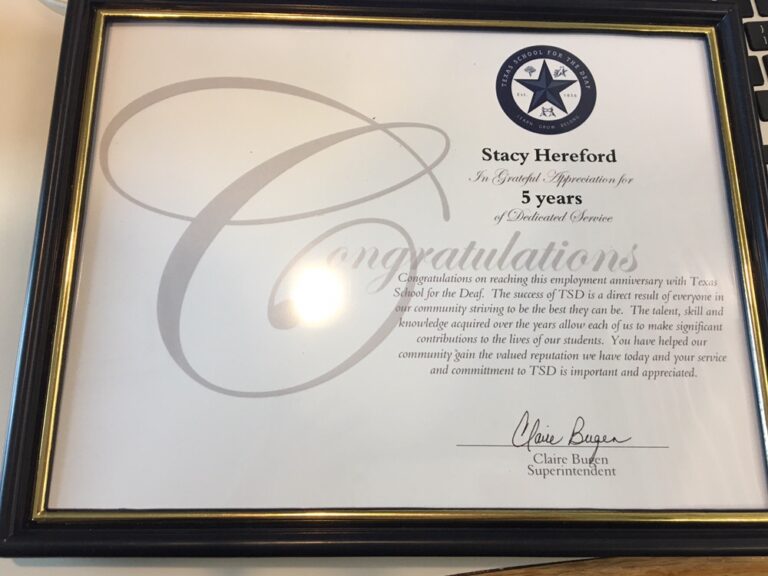 TEXAS SCHOOL FOR THE DEAF
Est. 1856
LEARN GROW BELONG
Stacy Hereford
In Grateful Appreciation for
5 years
of Dedicated Service
Congratulations
Congratulations on reaching this employment anniversary with Texas
School for the Deaf. The success of TSD is a direct result of everyone in
our community striving to be the best they can be. The talent, skill and
knowledge acquired over the years allow each of us to make significant
contributions to the lives of our students. You have helped our
community gain the valued reputation we have today and your service
and committment to TSD is important and appreciated.
Claire Bugen
Claire Bugen
Superintendent